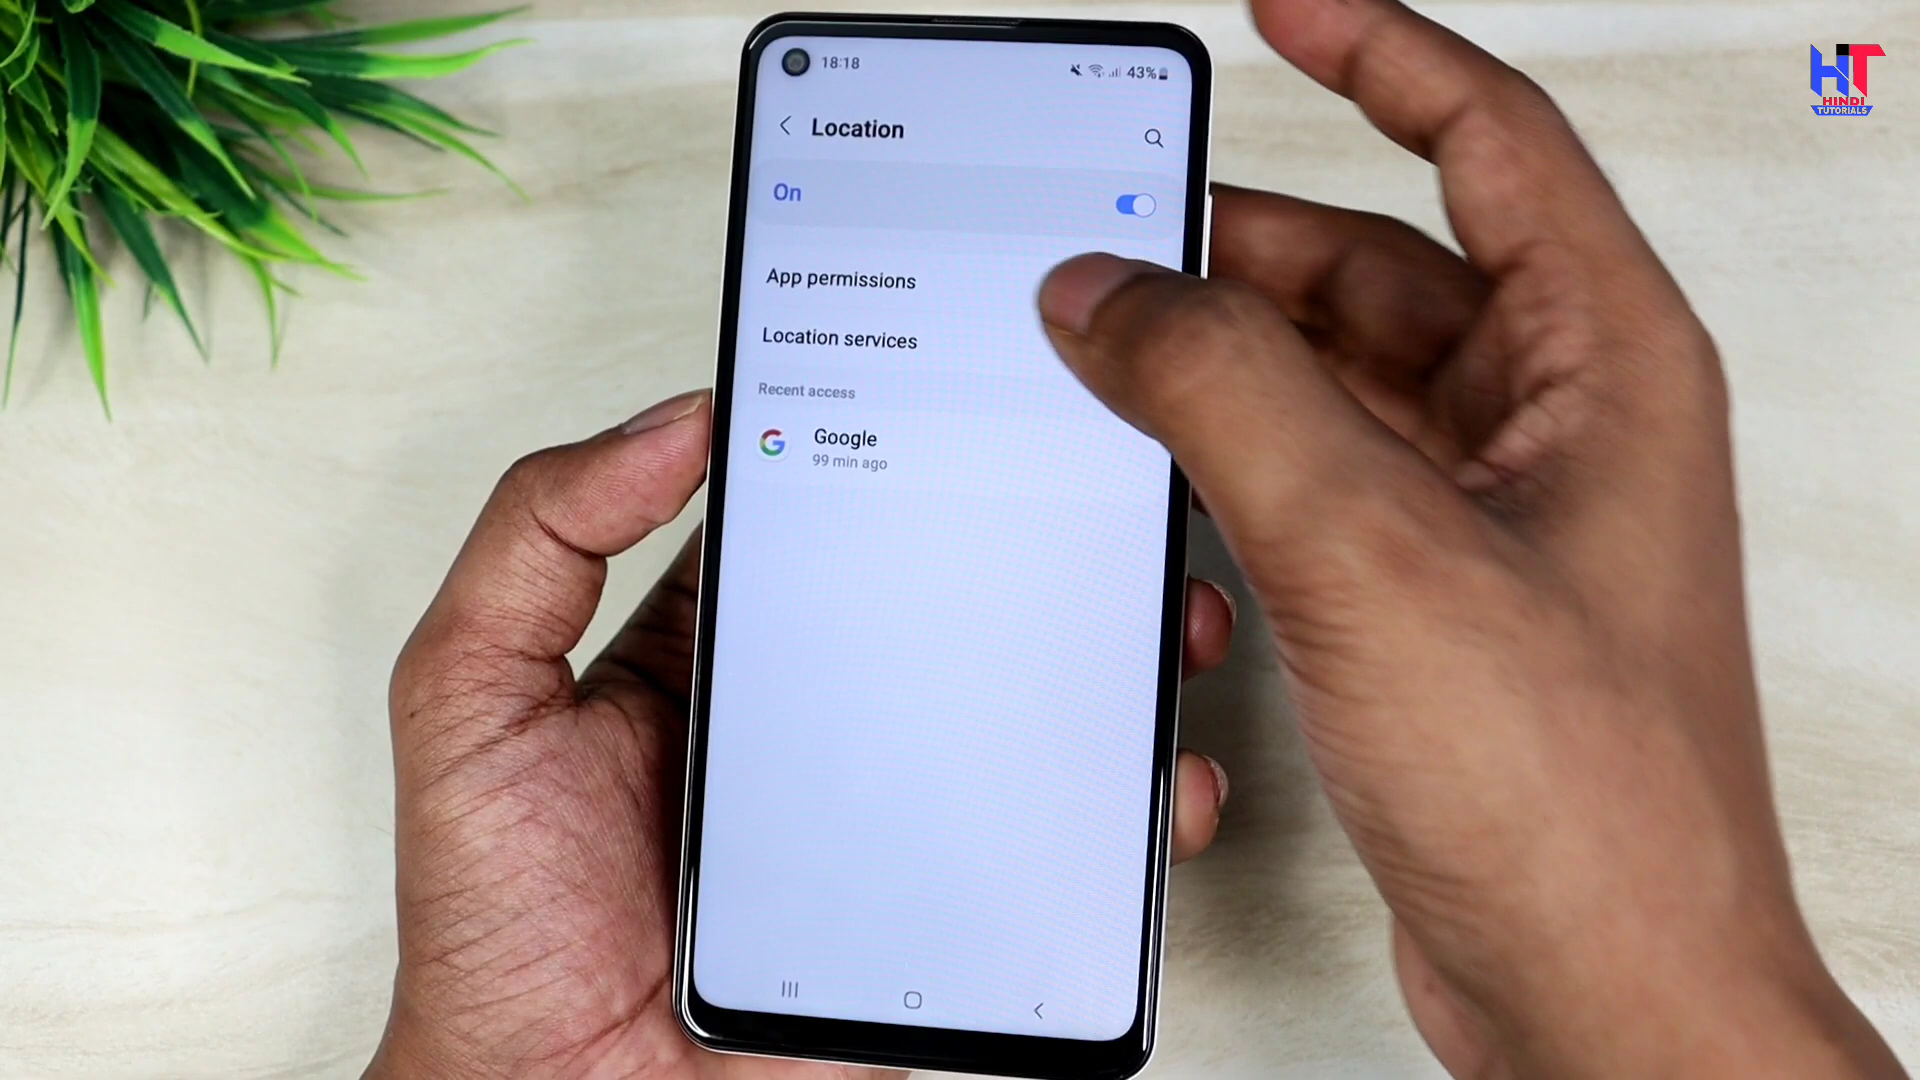 18:18
43%
Location
On
App permissions
Location services
Recent access
Google
99 min ago
HT
HINDI
TUTORIALS